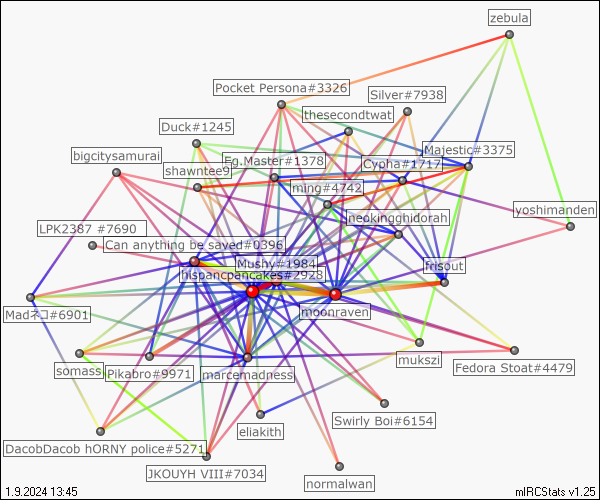 zebula
Pocket Persona#3326
Silver#7938
thesecondtwat
Duck#1245
Majestic#3375
bigcitysamurai
Fg.Master#1378
Cypha#1717
shawntee9
ming#4742
yoshimanden
neokingghidorah
LPK2387 #7690
Can anything be saved#0396
Mushy#1984
frisout
hispanicpancakes#2928
moonraven
Madネコ#6901
mukszi
somass
Pikabro#9971
marcemadness
Fedora Stoat#4479
Swirly Boi#6154
eliakith
DacobDacob hORNY police#5271
JKOUYH VIII#7034
normalwan
1.9.2024 13:45
mIRCStats v1.25